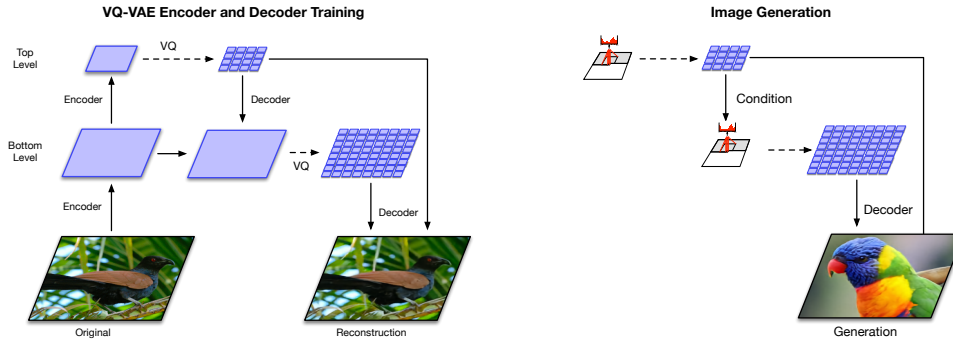 VQ-VAE Encoder and Decoder Training
Top
Level
VQ
Encoder
Decoder
Bottom
Level
VQ
Encoder
Decoder
Original
Reconstruction
Image Generation
Condition
Decoder
Generation